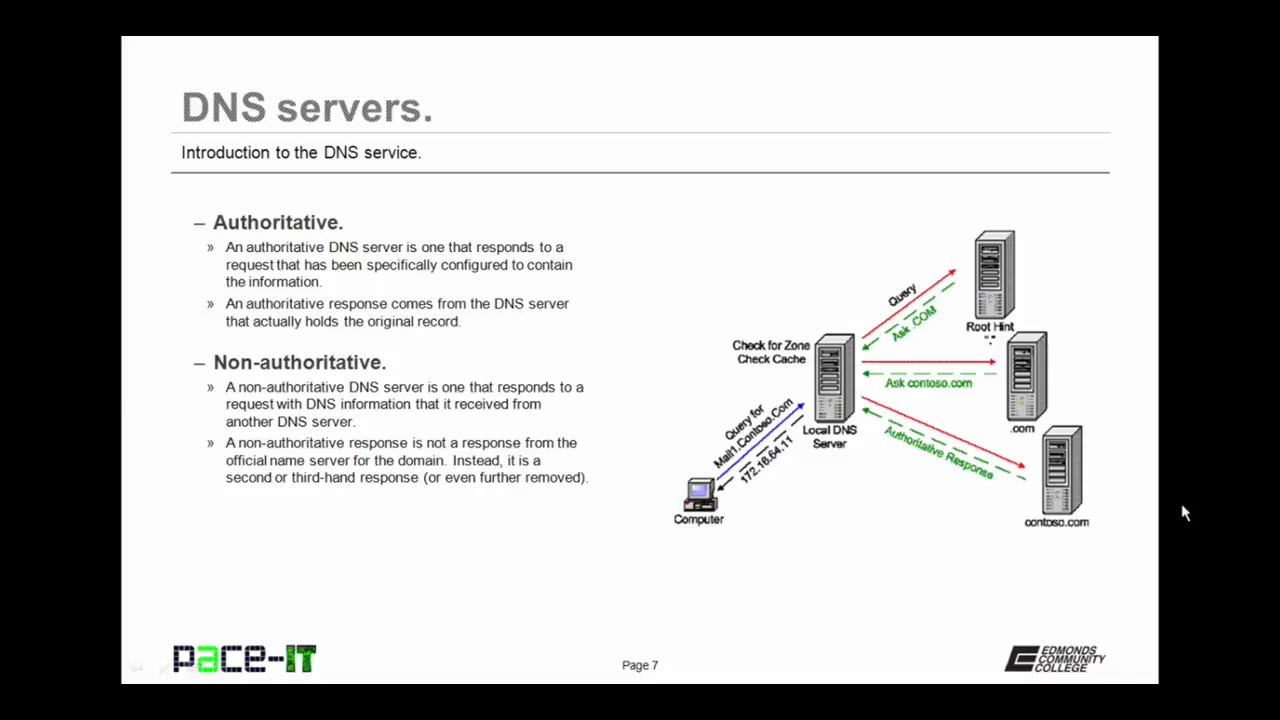 DNS servers.
Introduction to the DNS service.
– Authoritative.
» An authoritative DNS server is one that responds to a
request that has been specifically configured to contain
the information.
» An authoritative response comes from the DNS server
that actually holds the original record.
– Non-authoritative.
» A non-authoritative DNS server is one that responds to a
request with DNS information that it received from
another DNS server.
» A non-authoritative response is not a response from the
official name server for the domain. Instead, it is a
second or third-hand response (or even further removed).
Query
Ask .COM
Root Hint
Check for Zone
Check Cache
Ask contoso.com
.com
Query for
Mail1.Contoso.Com
172.16.64.11
Local DNS
Server
Authoritative Response
Computer
contoso.com
pace-IT
Page 7
EDMONDS
COMMUNITY
COLLEGE